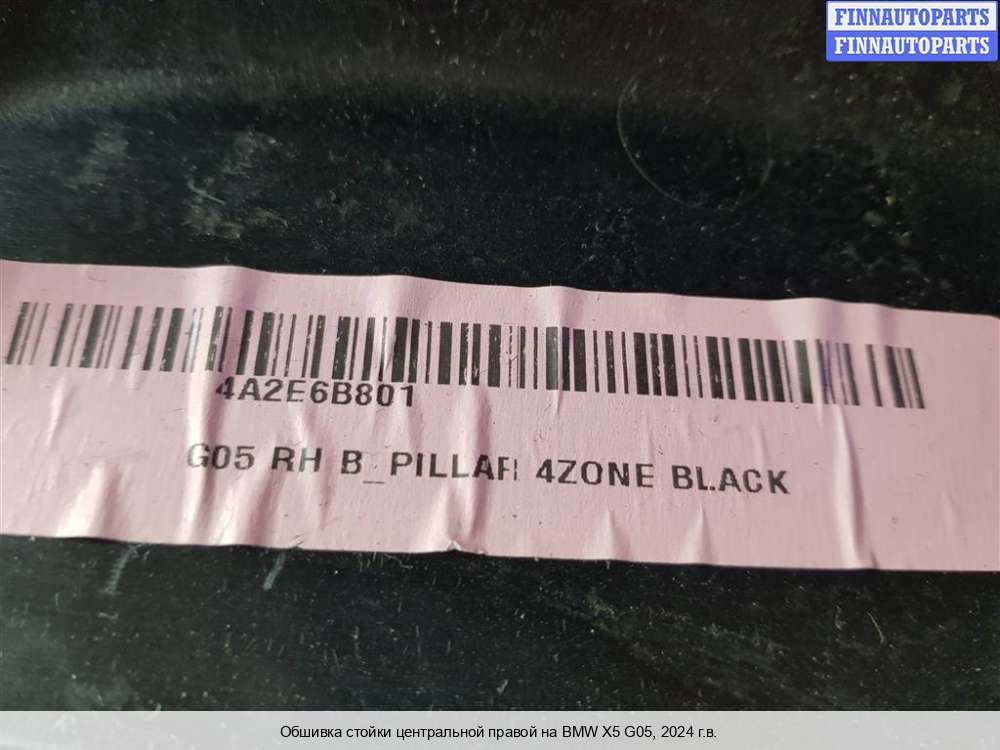 FINNAUTOPARTS
FINNAUTOPARTS
4A2E6B801
G05 RH B_PILLAR 4ZONE BLACK
Обшивка стойки центральной правой на BMW X5 G05, 2024 г.в.